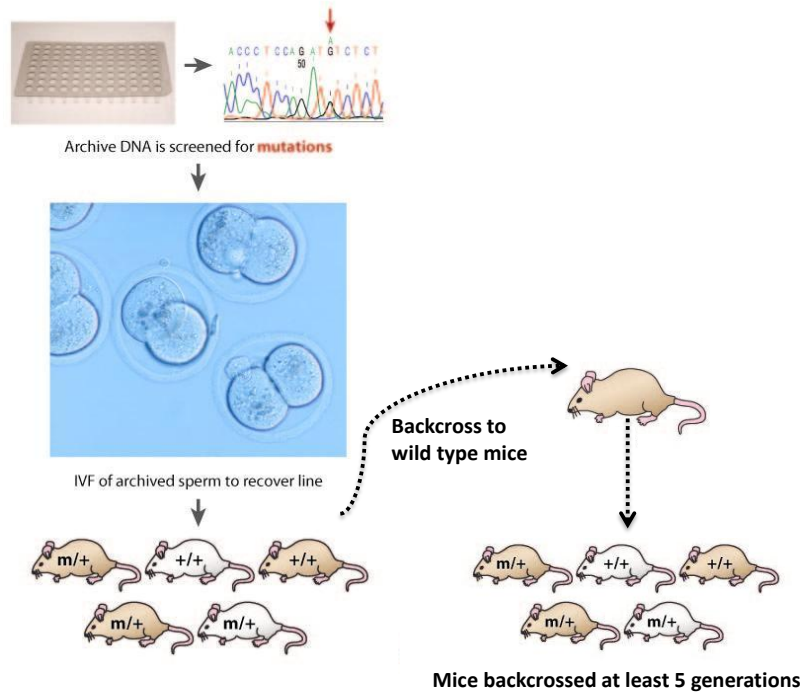 A
A C C C T C C A G A T G T C T C T
50
Archive DNA is screened for mutations
IVF of archived sperm to recover line
Backcross to
wild type mice
m/+
+/+
+/+
m/+
m/+
m/+
+/+
+/+
m/+
m/+
Mice backcrossed at least 5 generations